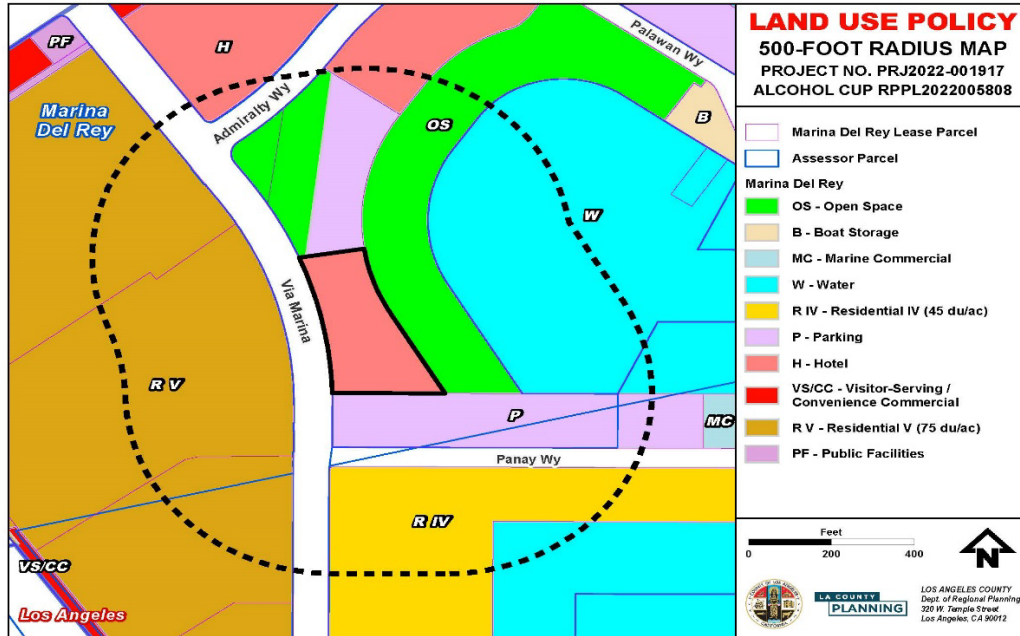 LAND USE POLICY
500-FOOT RADIUS MAP
PROJECT NO. PRJ2022-001917
ALCOHOL CUP RPPL2022005808
PF
H
Palawan Wy
Marina
Del Rey
Admiralty Wy
OS
B
W
Via Marina
R V
P
MC
Panay Wy
R IV
VS/CC
Los Angeles
Marina Del Rey Lease Parcel
Assessor Parcel
Marina Del Rey
OS - Open Space
B - Boat Storage
MC - Marine Commercial
W - Water
R IV - Residential IV (45 du/ac)
P - Parking
H - Hotel
VS/CC - Visitor-Serving /
Convenience Commercial
R V - Residential V (75 du/ac)
PF - Public Facilities
Feet
0 200 400
N
LA COUNTY
PLANNING
LOS ANGELES COUNTY
Dept. of Regional Planning
320 W. Temple Street
Los Angeles, CA 90012